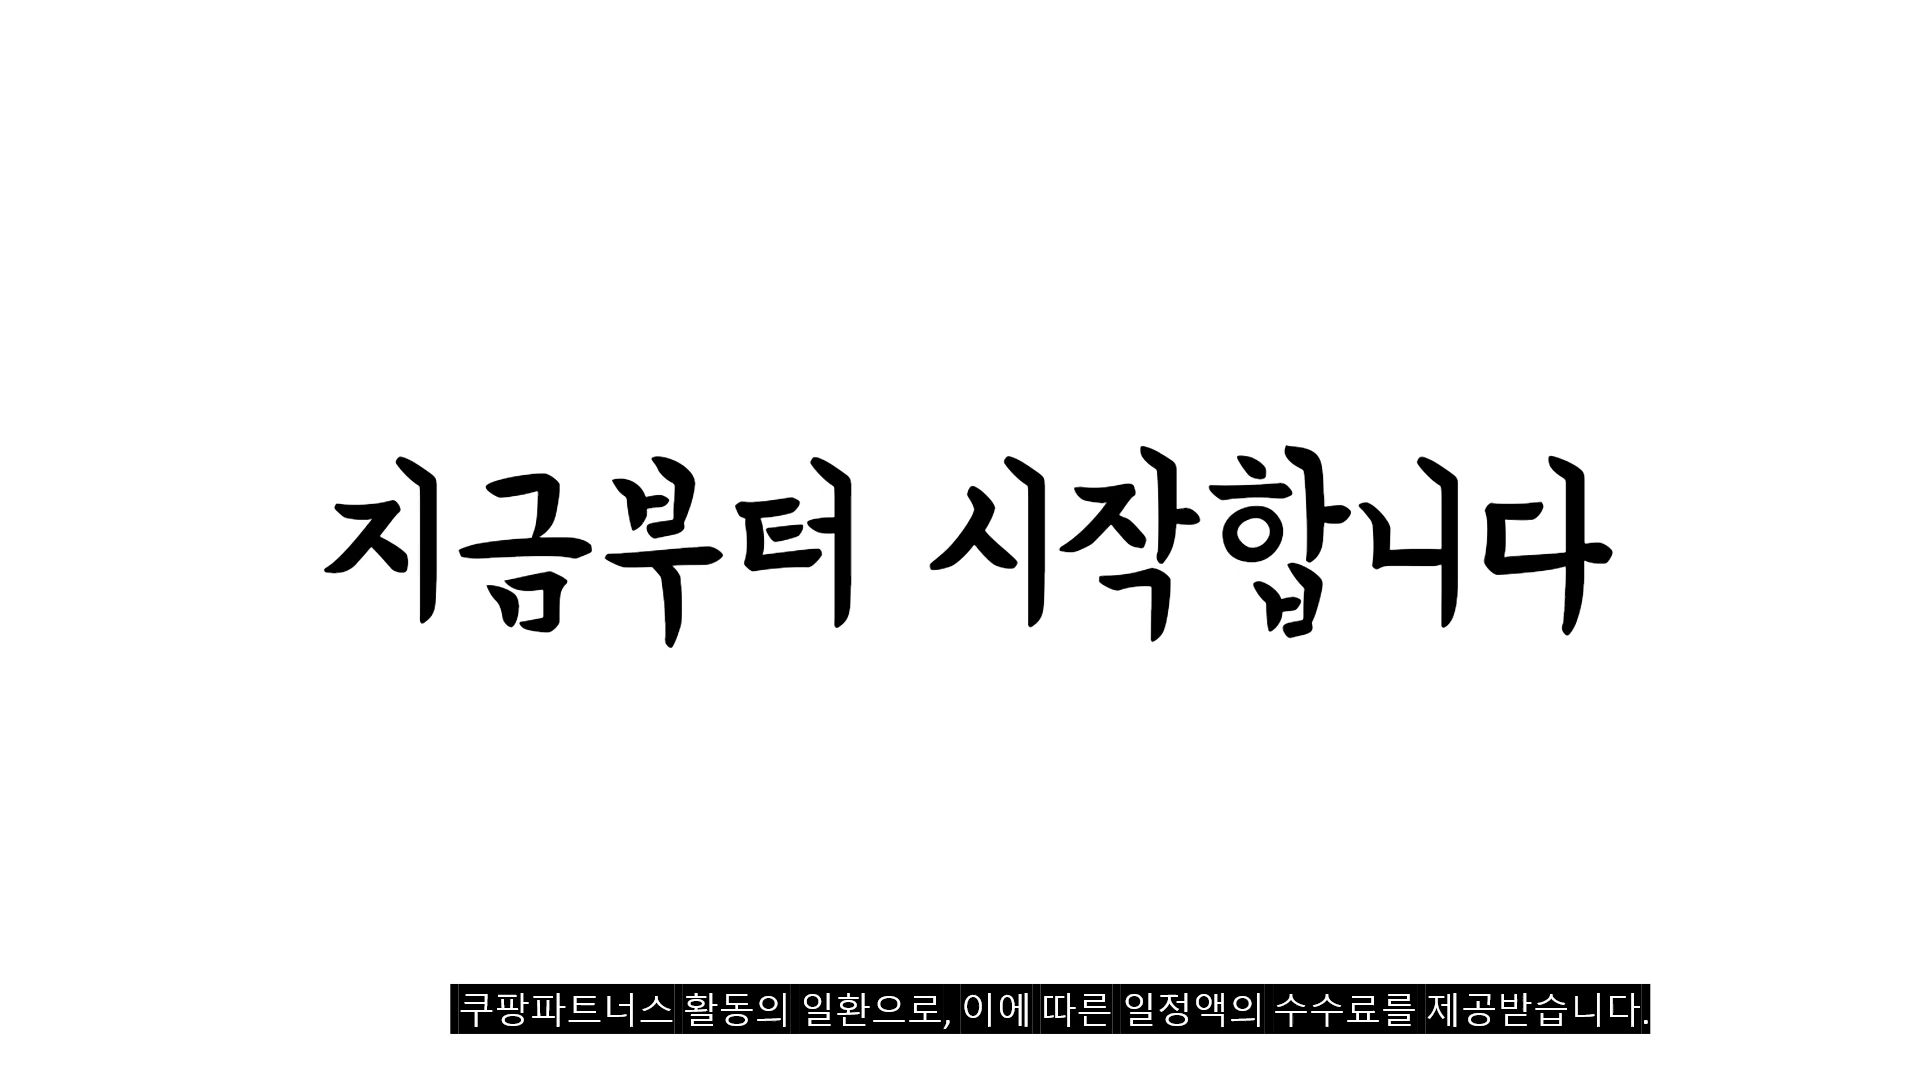 지금부터 시작합니다
쿠팡파트너스 활동의 일환으로, 이에 따른 일정액의 수수료를 제공받습니다.